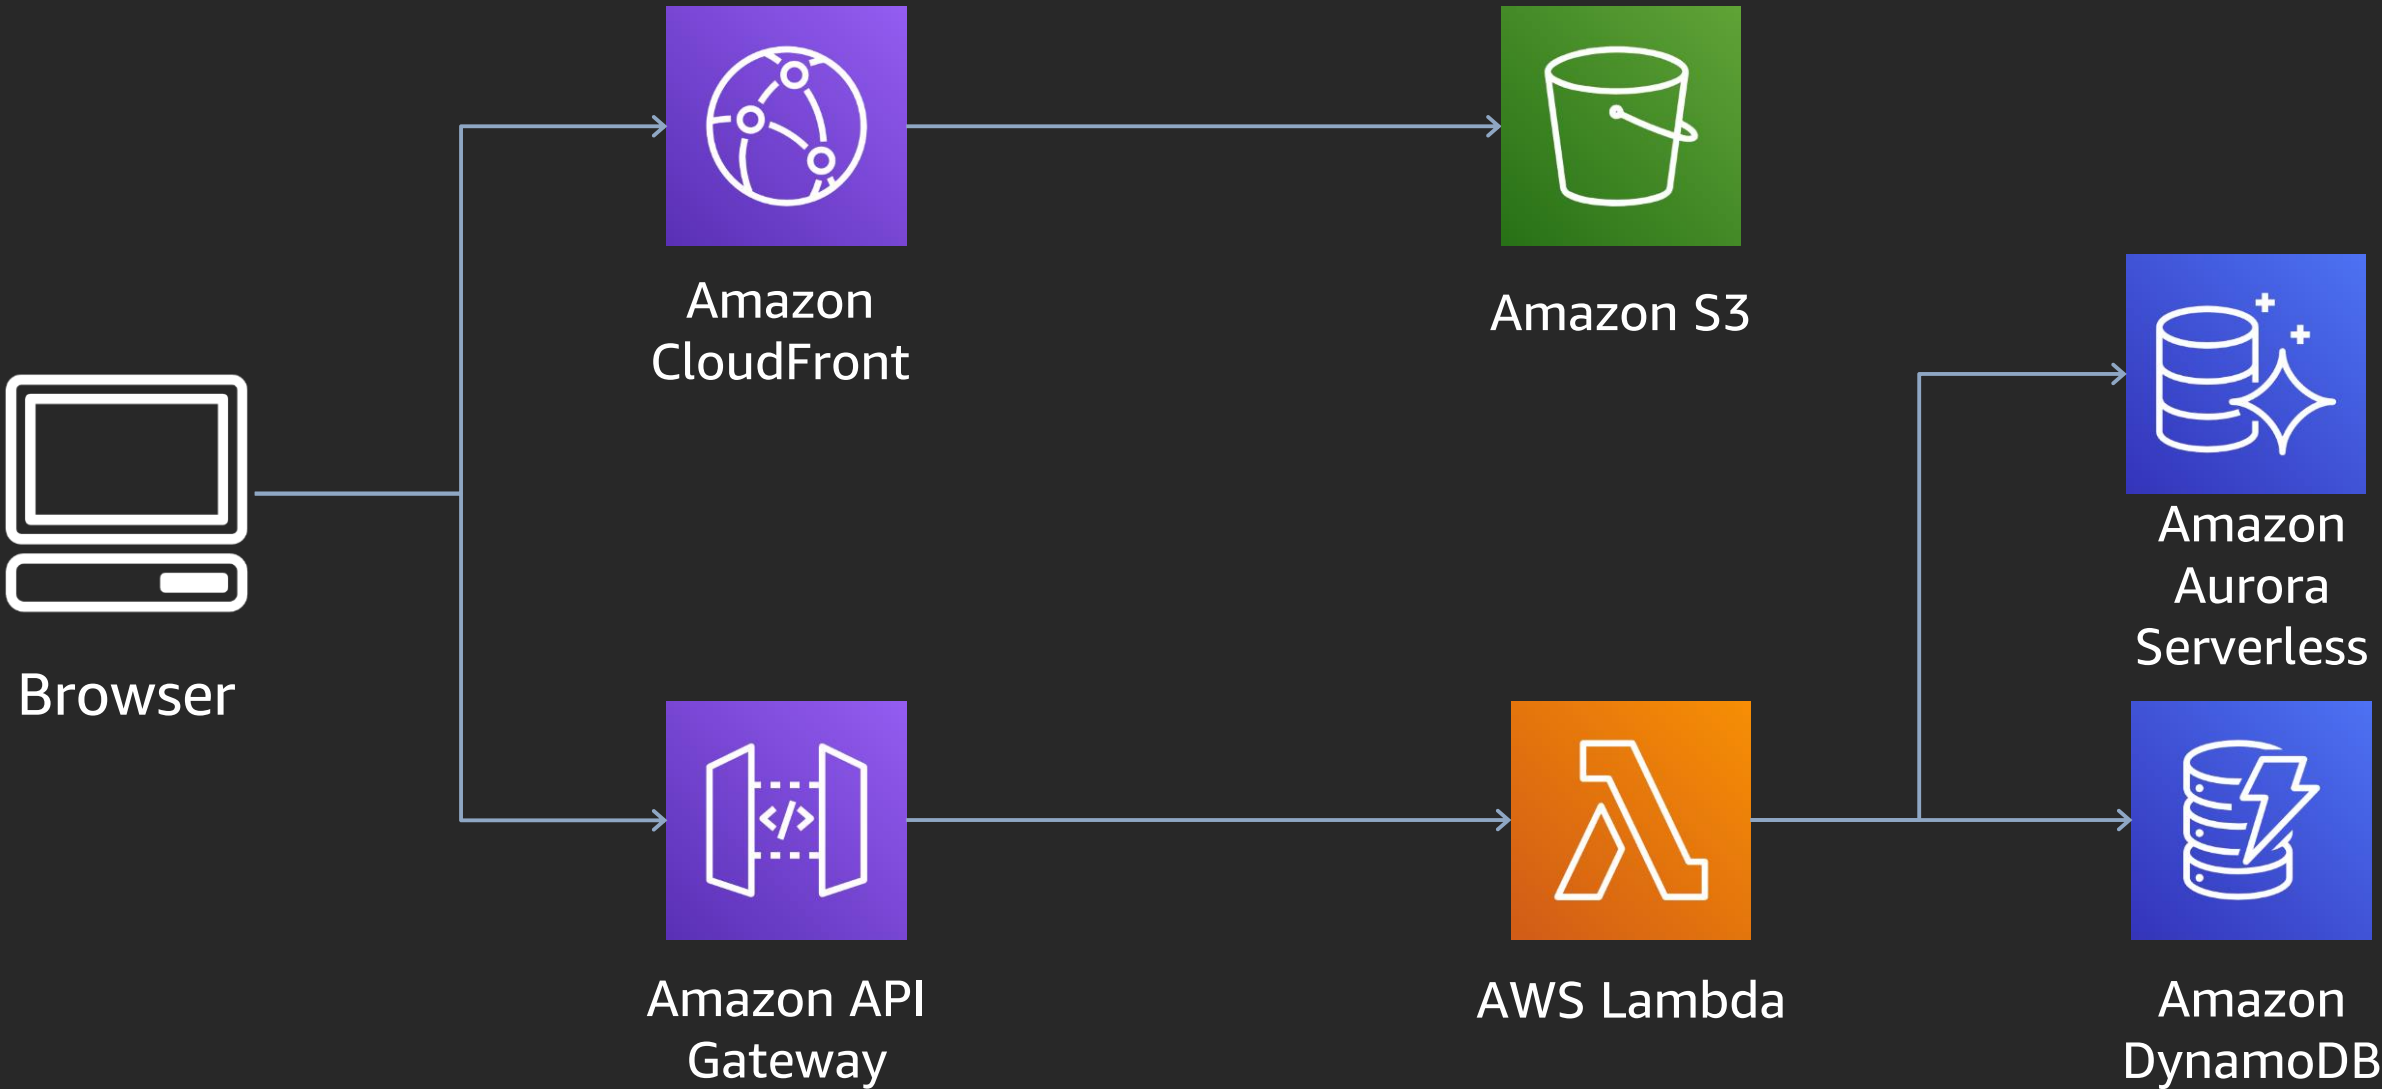 Amazon
CloudFront
Amazon S3
Amazon
Aurora
Serverless
Browser
Amazon API
Gateway
AWS Lambda
Amazon
DynamoDB